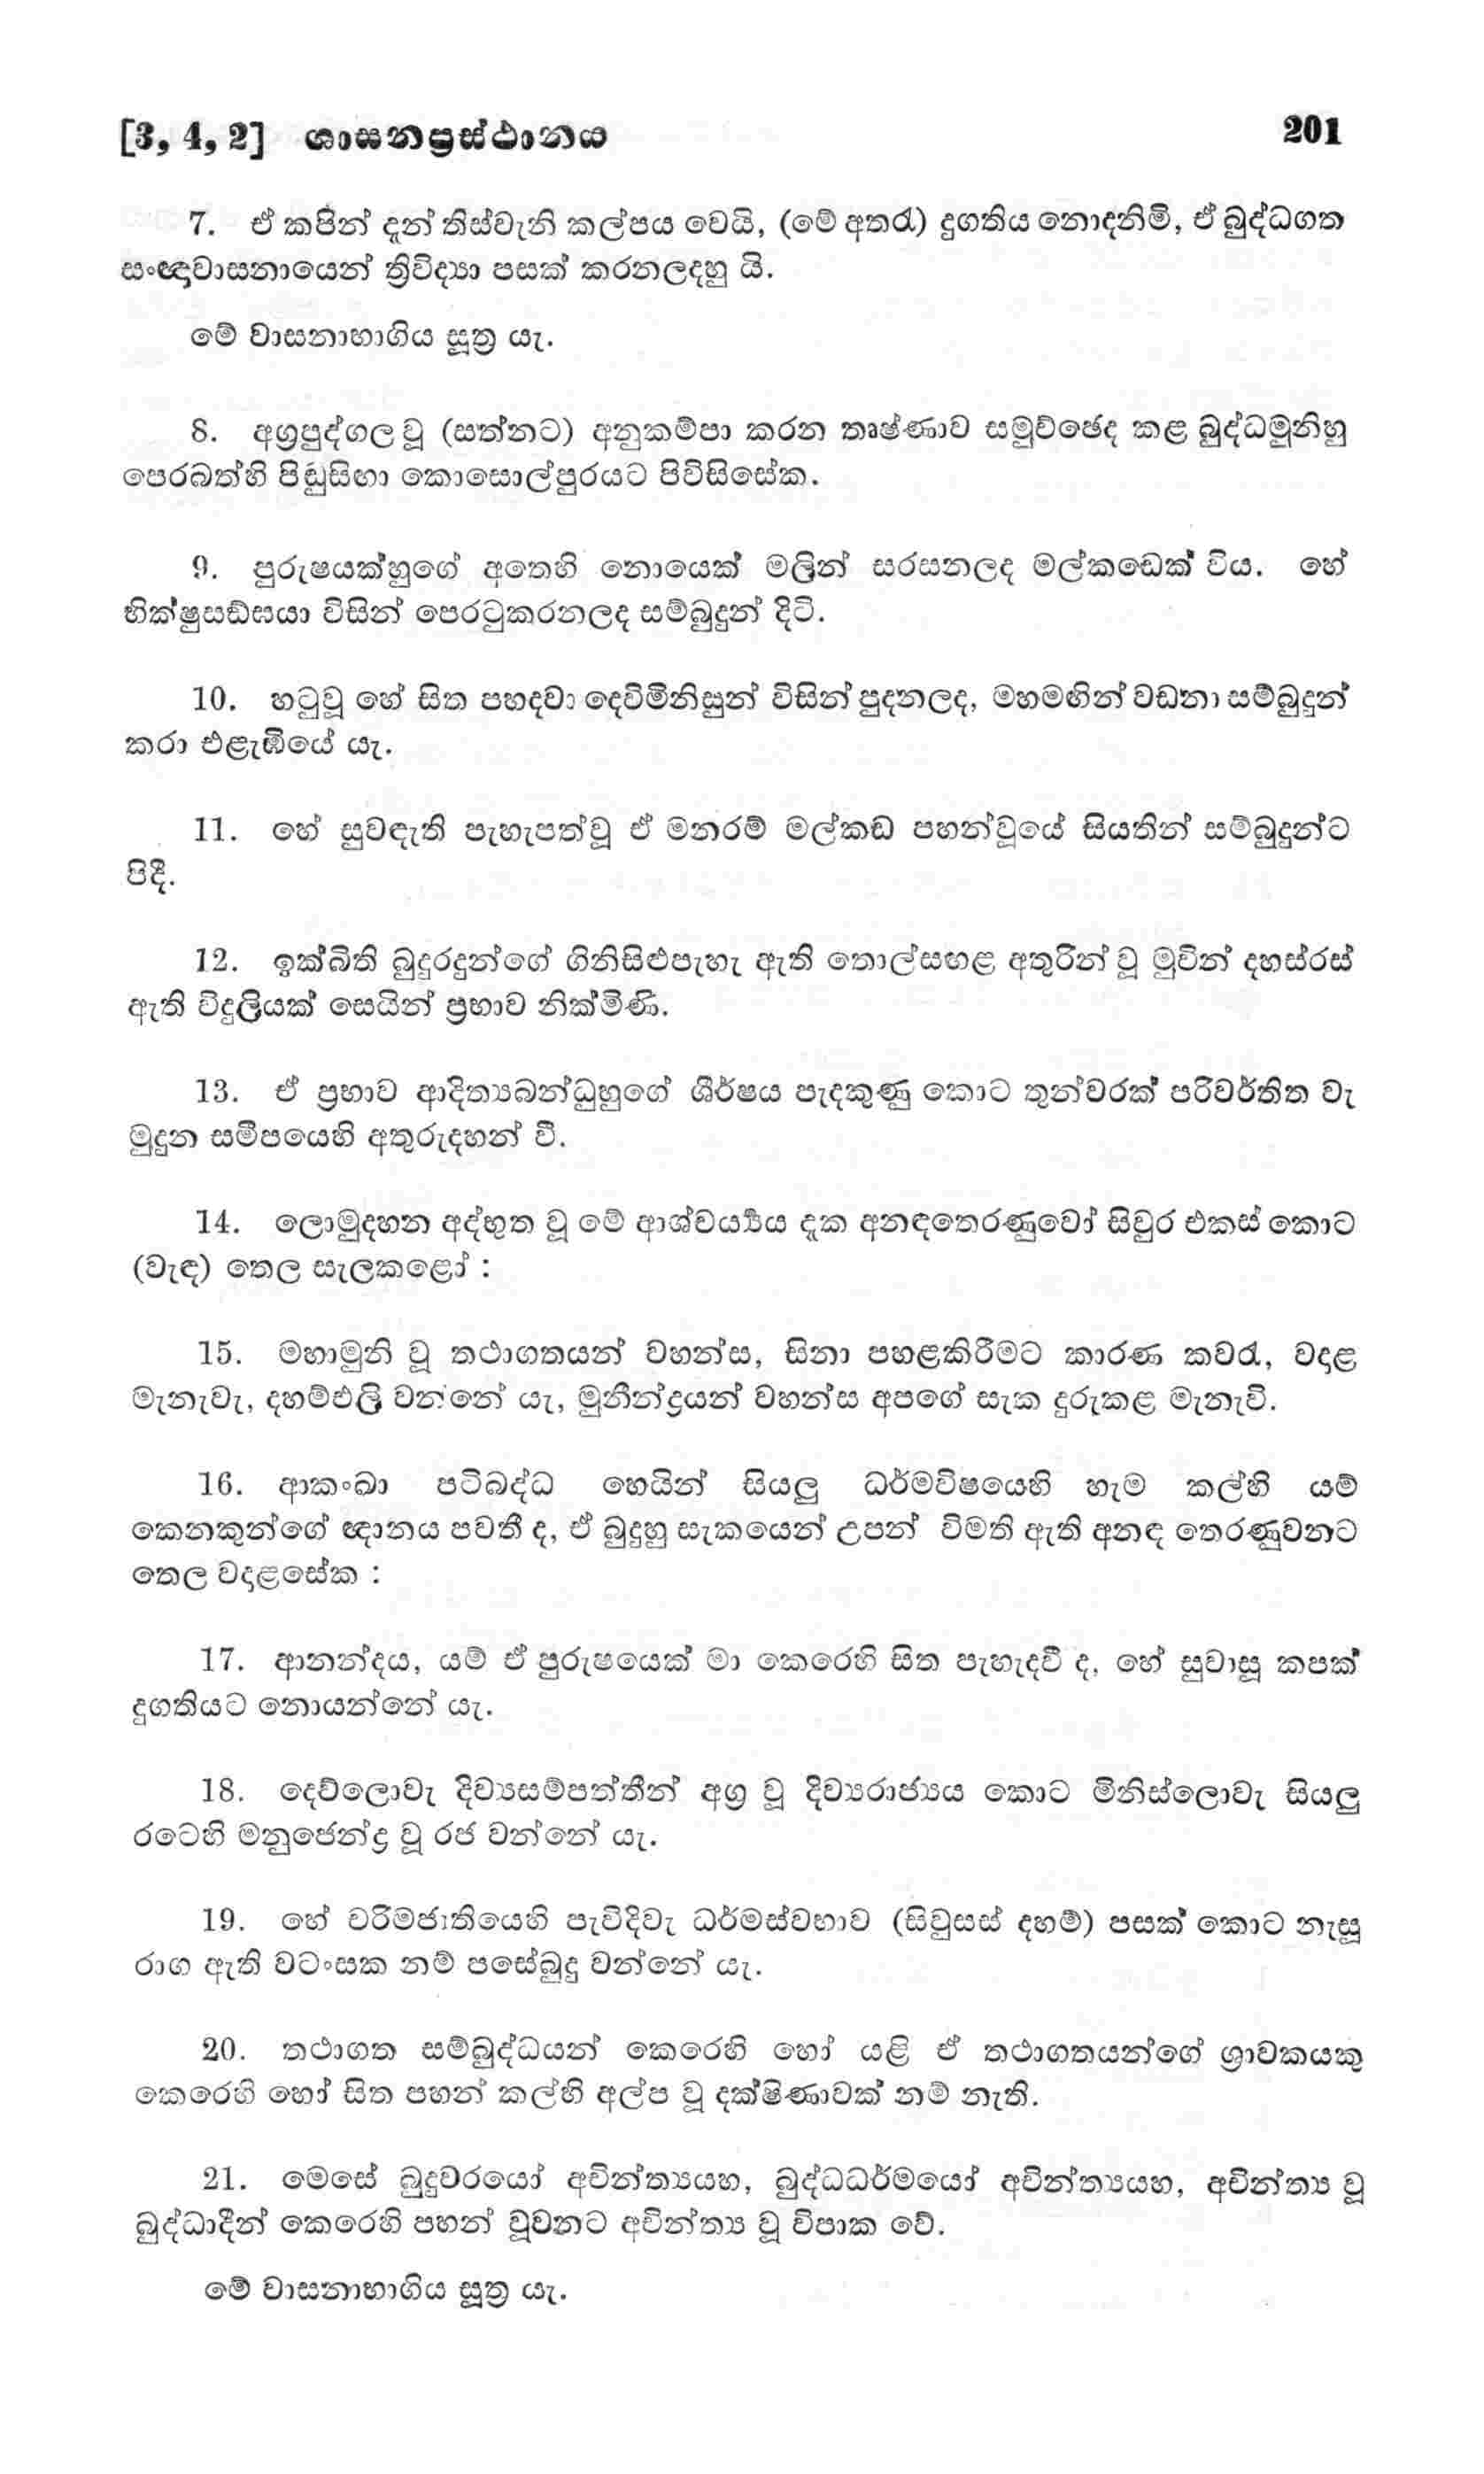 [3, 4, 2] ශාසනප්‍රස්ථානය 201
7. ඒ කපින් දැන් තිස්වැනි කල්පය වෙයි, (මේ අතරැ) දුගතිය නොදනිමි, ඒ බුද්ධගත
සංඥාවාසනායෙන් ත්‍රිවිද්‍යා පසක් කරනලදහු යි.
මේ වාසනාභාගිය සූත්‍ර යැ.
8. අග්‍රපුද්ගල වූ (සත්නට) අනුකම්පා කරන තෘෂ්ණාව සමුච්ඡෙද කළ බුද්ධමුනිහු
පෙරබත්හි පිඬුසිඟා කොසොල්පුරයට පිවිසිසේක.
9. පුරුෂයක්හුගේ අතෙහි නොයෙක් මලින් සරසනලද මල්කඩෙක් විය. හේ
භික්ෂුසඞ්ඝයා විසින් පෙරටුකරනලද සම්බුදුන් දිටි.
10. හටුවූ හේ සිත පහදවා දෙව්මිනිසුන් විසින් පුදනලද, මහමඟින් වඩනා සම්බුදුන්
කරා එළැඹියේ යැ.
11. හේ සුවඳැති පැහැපත්වූ ඒ මනරම් මල්කඩ පහන්වූයේ සියතින් සම්බුදුන්ට
පිදී.
12. ඉක්බිති බුදුරදුන්ගේ ගිනිසිළුපැහැ ඇති තොල්සඟළ අතුරින් වූ මුවින් දහස්රස්
ඇති විදුලියක් සෙයින් ප්‍රභාව නික්මිණි.
13. ඒ ප්‍රභාව ආදිත්‍යබන්ධුහුගේ ශීර්ෂය පැදකුණු කොට තුන්වරක් පරිවර්තිත වැ
මුදුන සමීපයෙහි අතුරුදහන් වී.
14. ලොමුදහන අද්භුත වූ මේ ආශ්චර්‍ය්‍යය දැක අනඳතෙරණුවෝ සිවුර එකස් කොට
(වැඳ) තෙල සැලකළෝ :
15. මහාමුනි වූ තථාගතයන් වහන්ස, සිනා පහළකිරීමට කාරණ කවරැ, වදාළ
මැනැවැ, දහම්එලි වන්නේ යැ, මුනීන්ද්‍රයන් වහන්ස අපගේ සැක දුරුකළ මැනැවි.
16. ආකංඛා පටිබද්ධ හෙයින් සියලු ධර්මවිෂයෙහි හැම කල්හි යම්
කෙනකුන්ගේ ඥානය පවතී ද, ඒ බුදුහු සැකයෙන් උපන් විමති ඇති අනඳ තෙරණුවනට
තෙල වදාළසේක :
17. ආනන්දය, යම් ඒ පුරුෂයෙක් මා කෙරෙහි සිත පැහැදවී ද, හේ සුවාසූ කපක්
දුගතියට නොයන්නේ යැ.
18. දෙව්ලොවැ දිව්‍යසම්පත්තීන් අග්‍ර වූ දිව්‍යරාජ්‍යය කොට මිනිස්ලොවැ සියලු
රටෙහි මනුජෙන්ද්‍ර වූ රජ වන්නේ යැ.
19. හේ චරිමජාතියෙහි පැවිදිවැ ධර්මස්වභාව (සිවුසස් දහම්) පසක් කොට නැසූ
රාග ඇති වටංසක නම් පසේබුදු වන්නේ යැ.
20. තථාගත සම්බුද්ධයන් කෙරෙහි හෝ යළි ඒ තථාගතයන්ගේ ශ්‍රාවකයකු
කෙරෙහි හෝ සිත පහන් කල්හි අල්ප වූ දක්ෂිණාවක් නම් නැති.
21. මෙසේ බුදුවරයෝ අචින්ත්‍යයහ, බුද්ධධර්මයෝ අචින්ත්‍යයහ, අචින්ත්‍ය වූ
බුද්ධාදීන් කෙරෙහි පහන් වූවනට අචින්ත්‍ය වූ විපාක වේ.
මේ වාසනාභාගිය සූත්‍ර යැ.